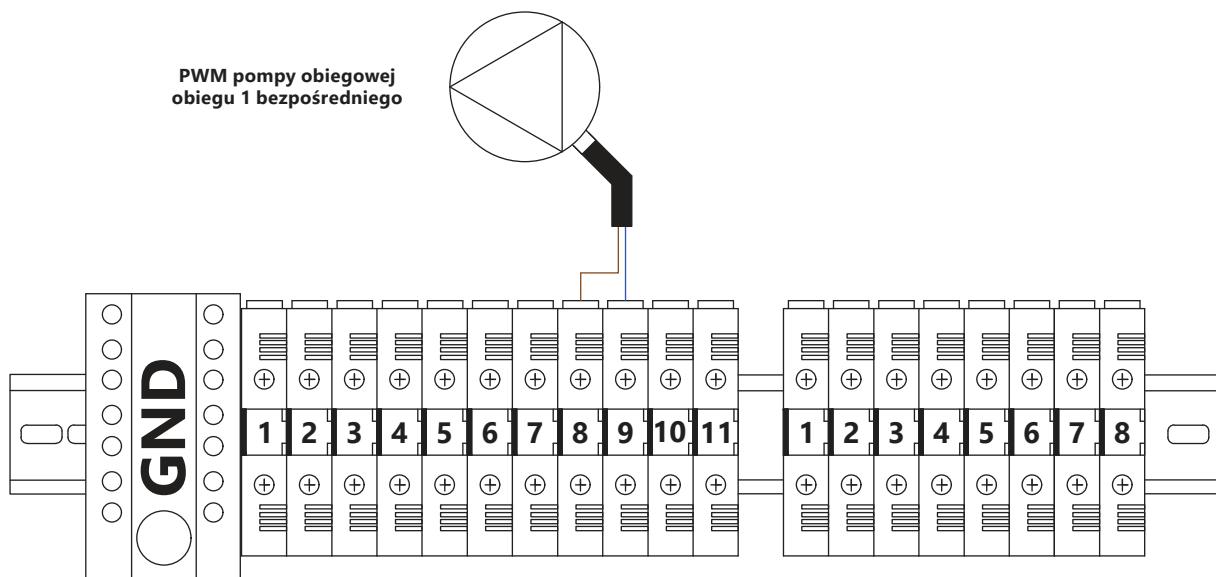 PWM pompy obiegowej
obiegu 1 bezpośredniego
GND
1 2 3 4 5 6 7 8 9 10 11
1 2 3 4 5 6 7 8